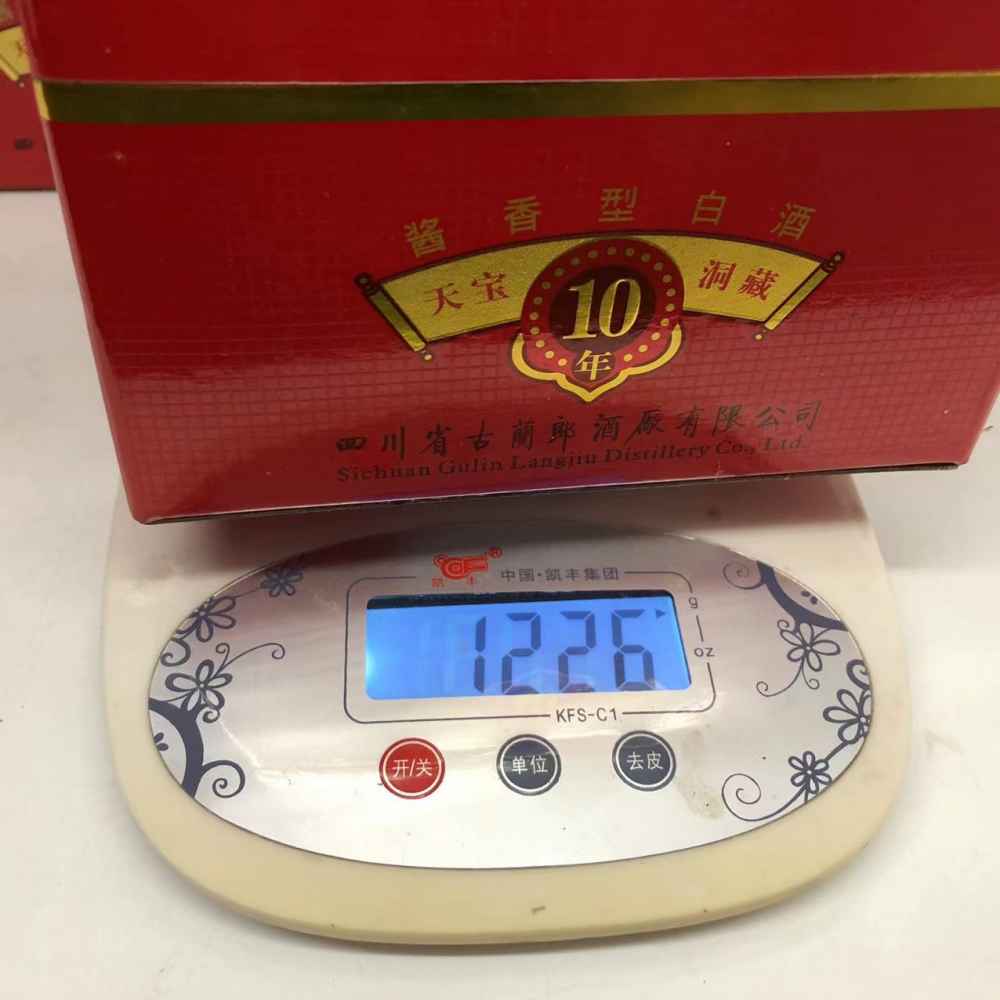 酱香型白酒
天宝 10 洞藏
年
四川省古蔺郎酒廠有限公司
Sichuan Gulin Langjiu Distillery Co., Ltd.
凯丰® 中国·凯丰集团
1226
g
oz
KFS-C1
开/关 单位 去皮